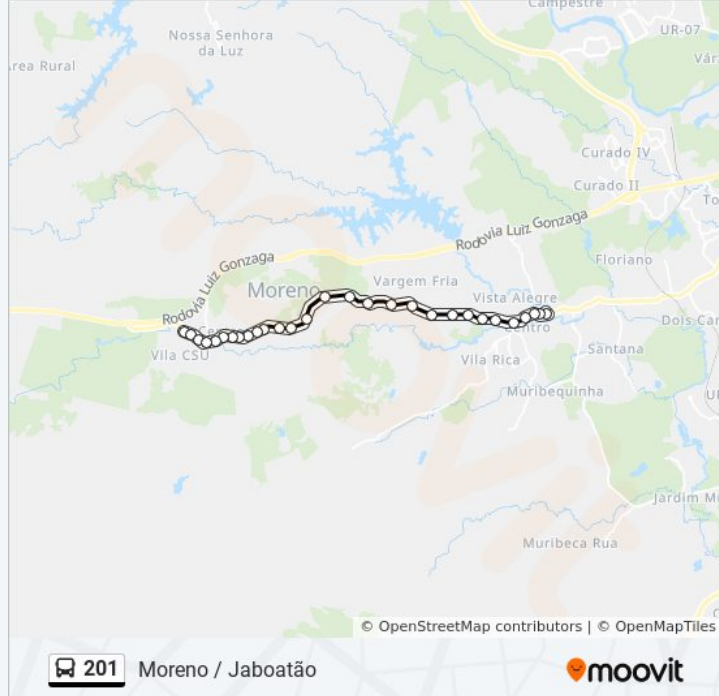 Campestre
Nossa Senhora
da Luz
UR-07
Área Rural
Curado IV
Curado II
Rodovia Luiz Gonzaga
Floriano
Rodovia Luiz Gonzaga
Moreno
Vargem Fria
Vista Alegre
Centro
Vila CSU
Santana
Vila Rica
Muribequinha
Muribeca Rua
© OpenStreetMap contributors | © OpenMapTiles
201 Moreno / Jaboatão
moovit